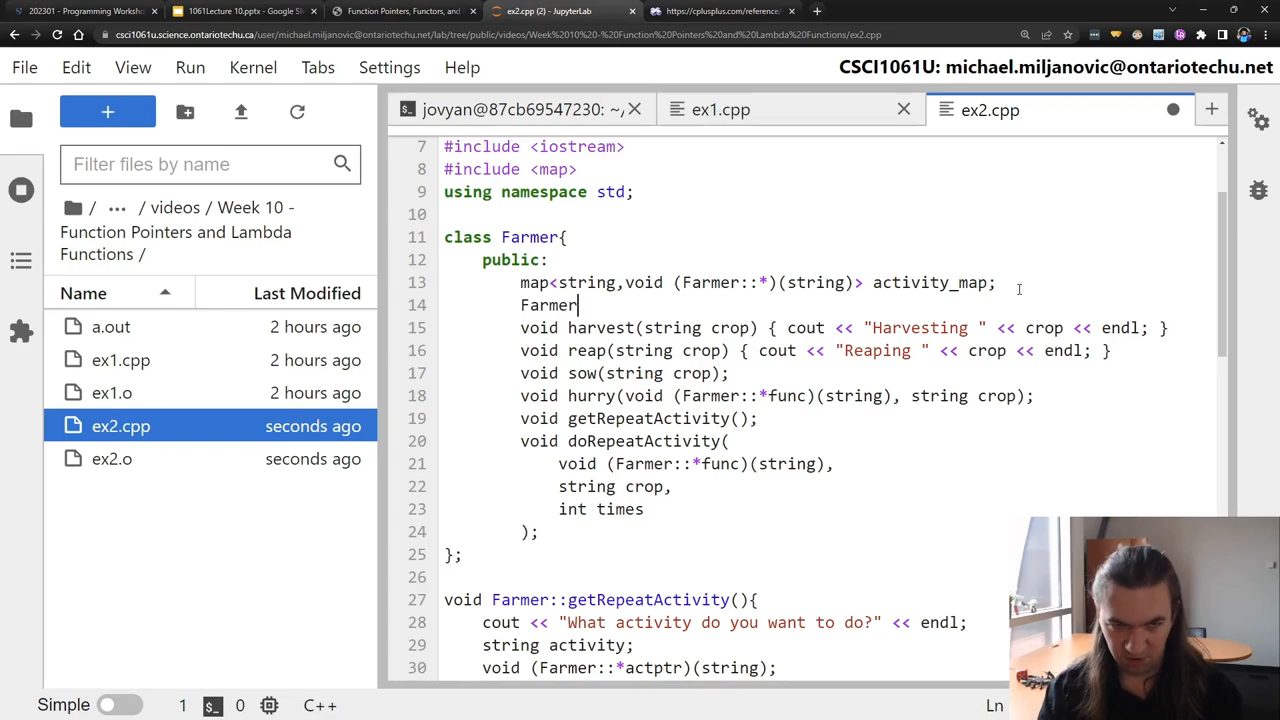 202301 - Programming Worksho
1061Lecture 10.pptx - Google Slid
Function Pointers, Functors, and
ex2.cpp (2) - JupyterLab
https://cplusplus.com/reference/
csci1061u.science.ontariotechu.ca/user/michael.miljanovic@ontariotechu.net/lab/tree/public/videos/Week%2010%20-%20Function%20Pointers%20and%20Lambda%20Functions/ex2.cpp
File Edit View Run Kernel Tabs Settings Help
CSCI1061U: michael.miljanovic@ontariotechu.net
jovyan@87cb69547230: ~/
ex1.cpp
ex2.cpp
Filter files by name
/ ... / videos / Week 10 -
Function Pointers and Lambda
Functions /
Name Last Modified
a.out 2 hours ago
ex1.cpp 2 hours ago
ex1.o 2 hours ago
ex2.cpp seconds ago
ex2.o seconds ago
7 #include <iostream>
8 #include <map>
9 using namespace std;
10
11 class Farmer{
12 public:
13 map<string,void (Farmer::*)(string)> activity_map;
14 Farmer
15 void harvest(string crop) { cout << "Harvesting " << crop << endl; }
16 void reap(string crop) { cout << "Reaping " << crop << endl; }
17 void sow(string crop);
18 void hurry(void (Farmer::*func)(string), string crop);
19 void getRepeatActivity();
20 void doRepeatActivity(
21 void (Farmer::*func)(string),
22 string crop,
23 int times
24 );
25 };
26
27 void Farmer::getRepeatActivity(){
28 cout << "What activity do you want to do?" << endl;
29 string activity;
30 void (Farmer::*actptr)(string);
Simple 1 0 C++ Ln